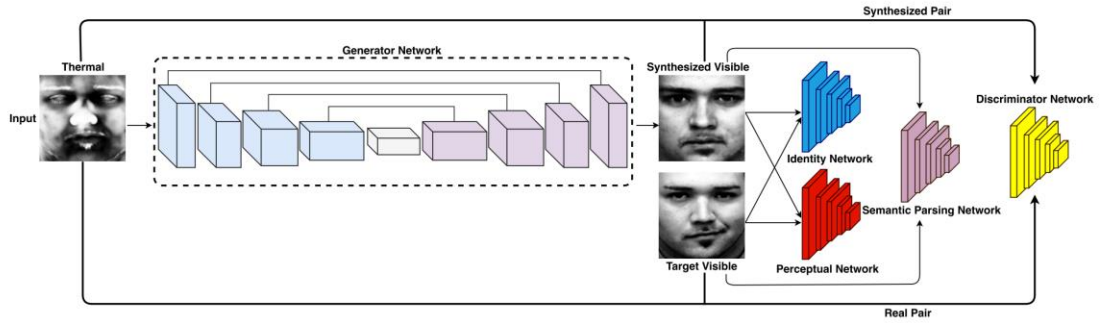 Synthesized Pair
Generator Network
Thermal
Synthesized Visible
Input
Discriminator Network
Identity Network
Semantic Parsing Network
Target Visible
Perceptual Network
Real Pair